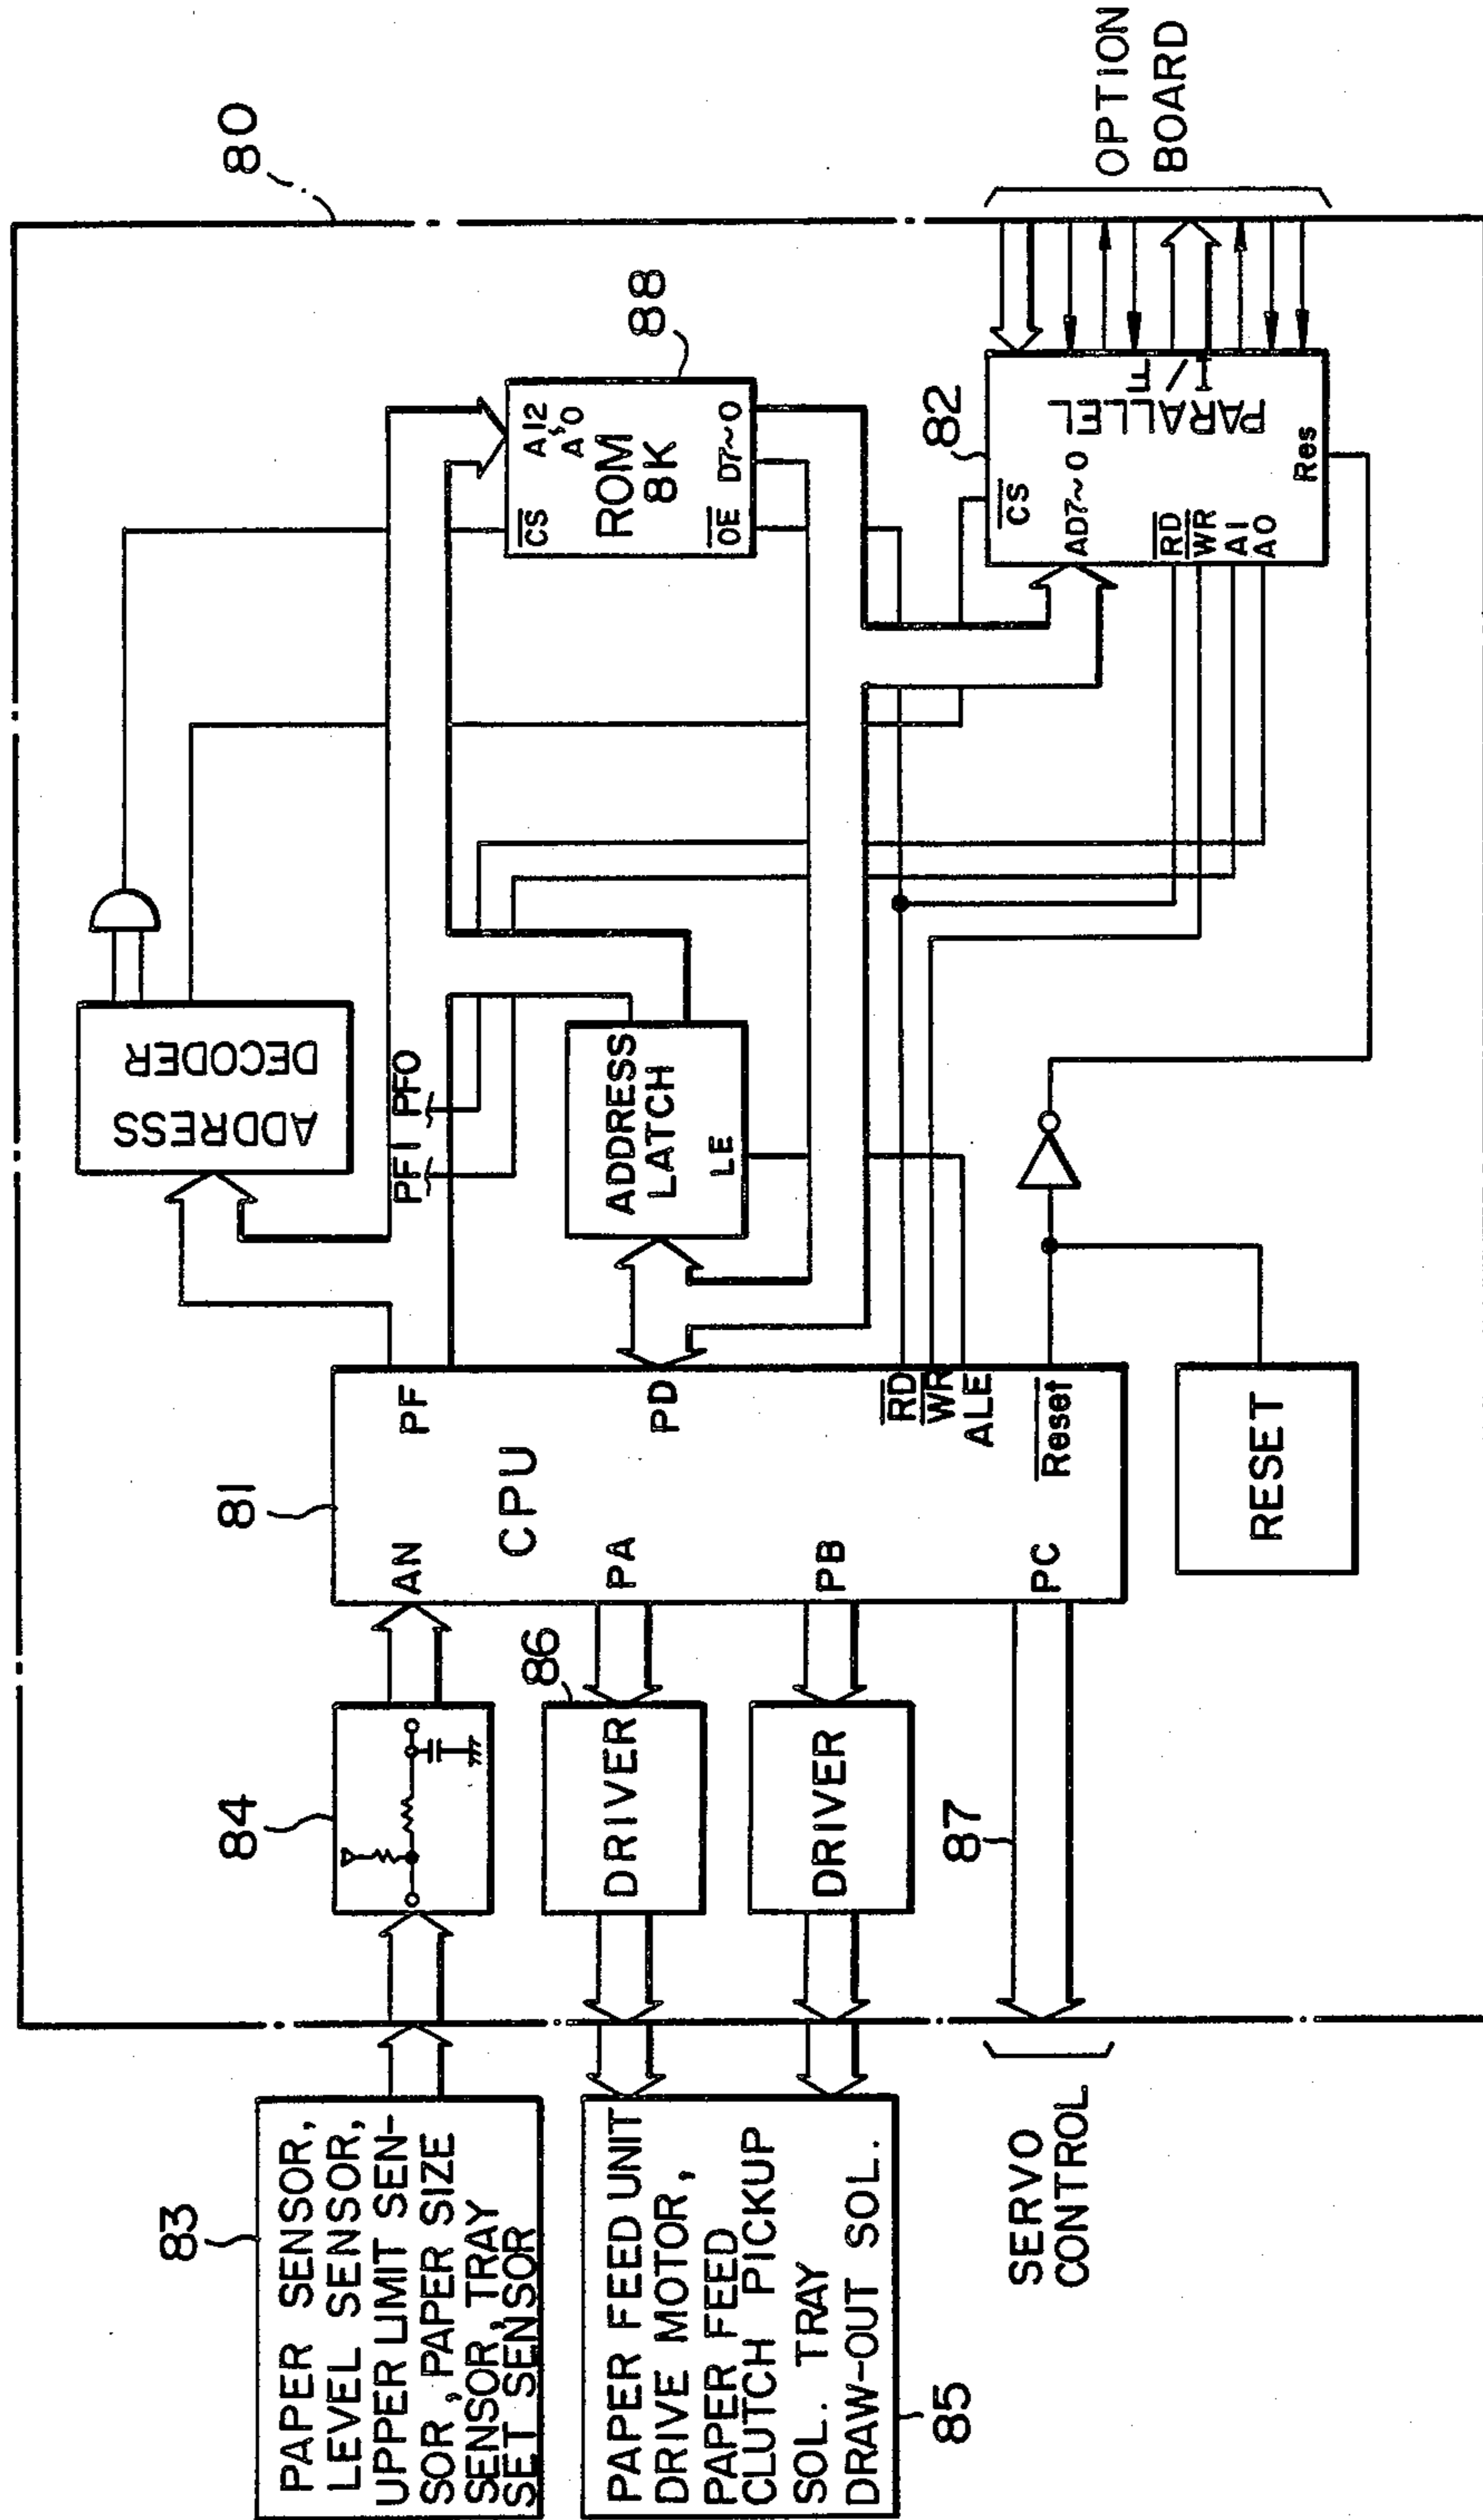 80
ADDRESS
DECODER
PF1 PF0
81
AN
PF
CPU
PA
PD
PB
RD
WR
ALE
PC
Reset
RESET
ADDRESS
LATCH
LE
88
CS
A12
~
A0
ROM
8K
OE D7~0
82
CS
AD7~0
PARALLEL
I/F
RD
WR
A1
A0
Res
OPTION
BOARD
83
PAPER SENSOR,
LEVEL SENSOR,
UPPER LIMIT SEN-
SOR, PAPER SIZE
SENSOR, TRAY
SET SENSOR
84
86
DRIVER
DRIVER
85
PAPER FEED UNIT
DRIVE MOTOR,
PAPER FEED
CLUTCH PICKUP
SOL. TRAY
DRAW-OUT SOL.
87
SERVO
CONTROL